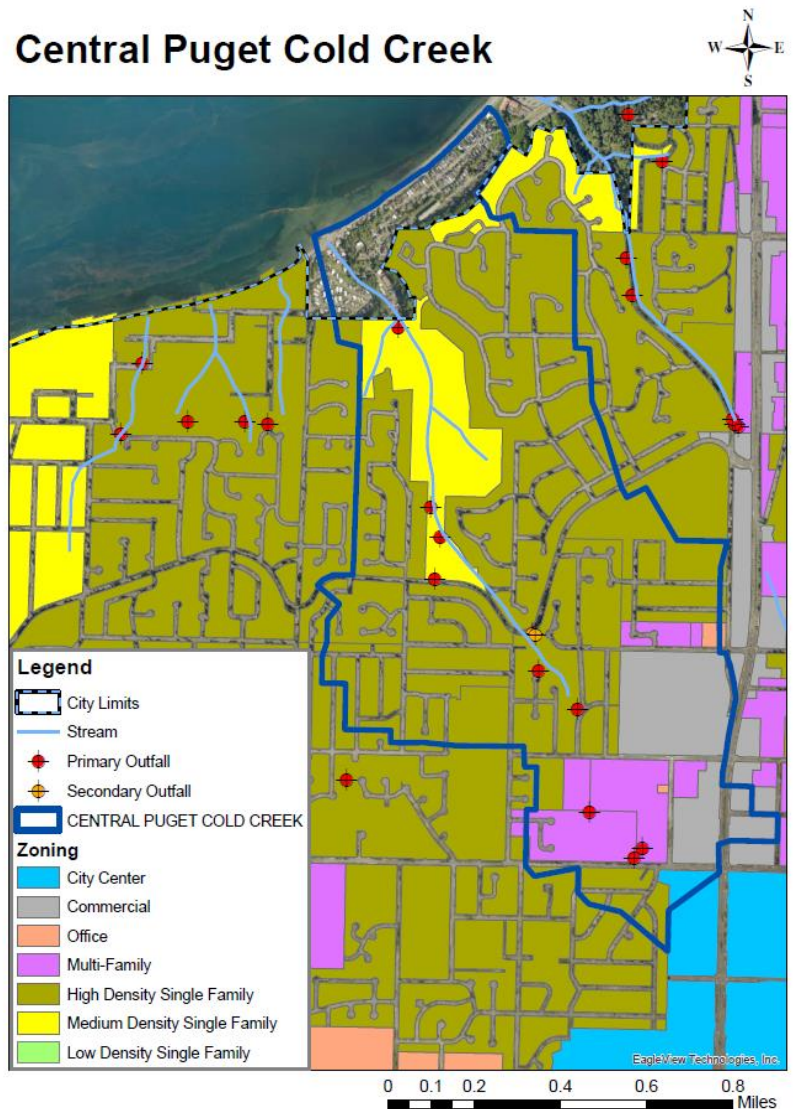 Central Puget Cold Creek
N
W E
S
Legend
City Limits
Stream
Primary Outfall
Secondary Outfall
CENTRAL PUGET COLD CREEK
Zoning
City Center
Commercial
Office
Multi-Family
High Density Single Family
Medium Density Single Family
Low Density Single Family
EagleView Technologies, Inc.
0 0.1 0.2 0.4 0.6 0.8
Miles